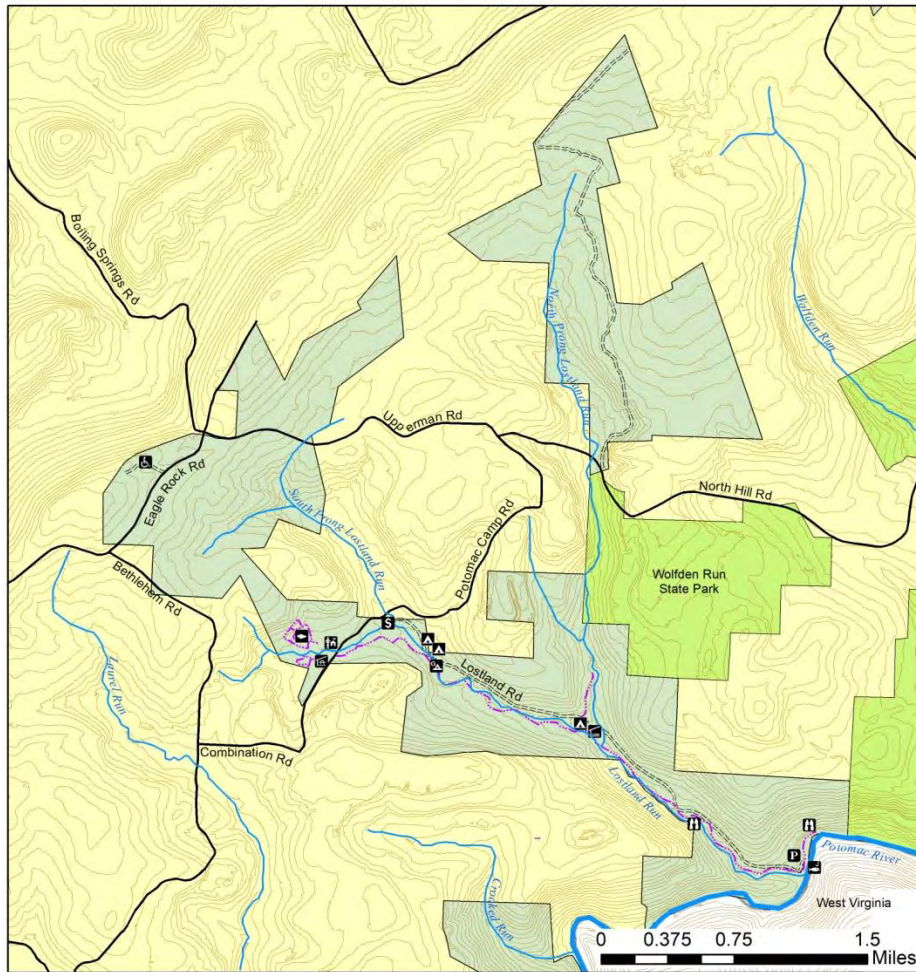 Boiling Springs Rd
North Prong Lostland Run
Wolfden Run
Upperman Rd
Eagle Rock Rd
South Prong Lostland Run
North Hill Rd
Potomac Camp Rd
Bethlehem Rd
Wolfden Run
State Park
S
Laurel Run
Lostland Rd
Combination Rd
Lostland Run
P
Potomac River
Crooked Run
West Virginia
0 0.375 0.75 1.5
Miles